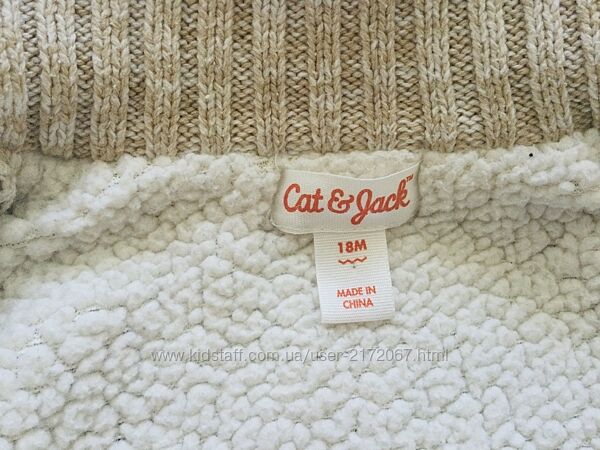 Cat & Jack™
18M
MADE IN
CHINA
www.kidstaff.com.ua/user-2172067.html